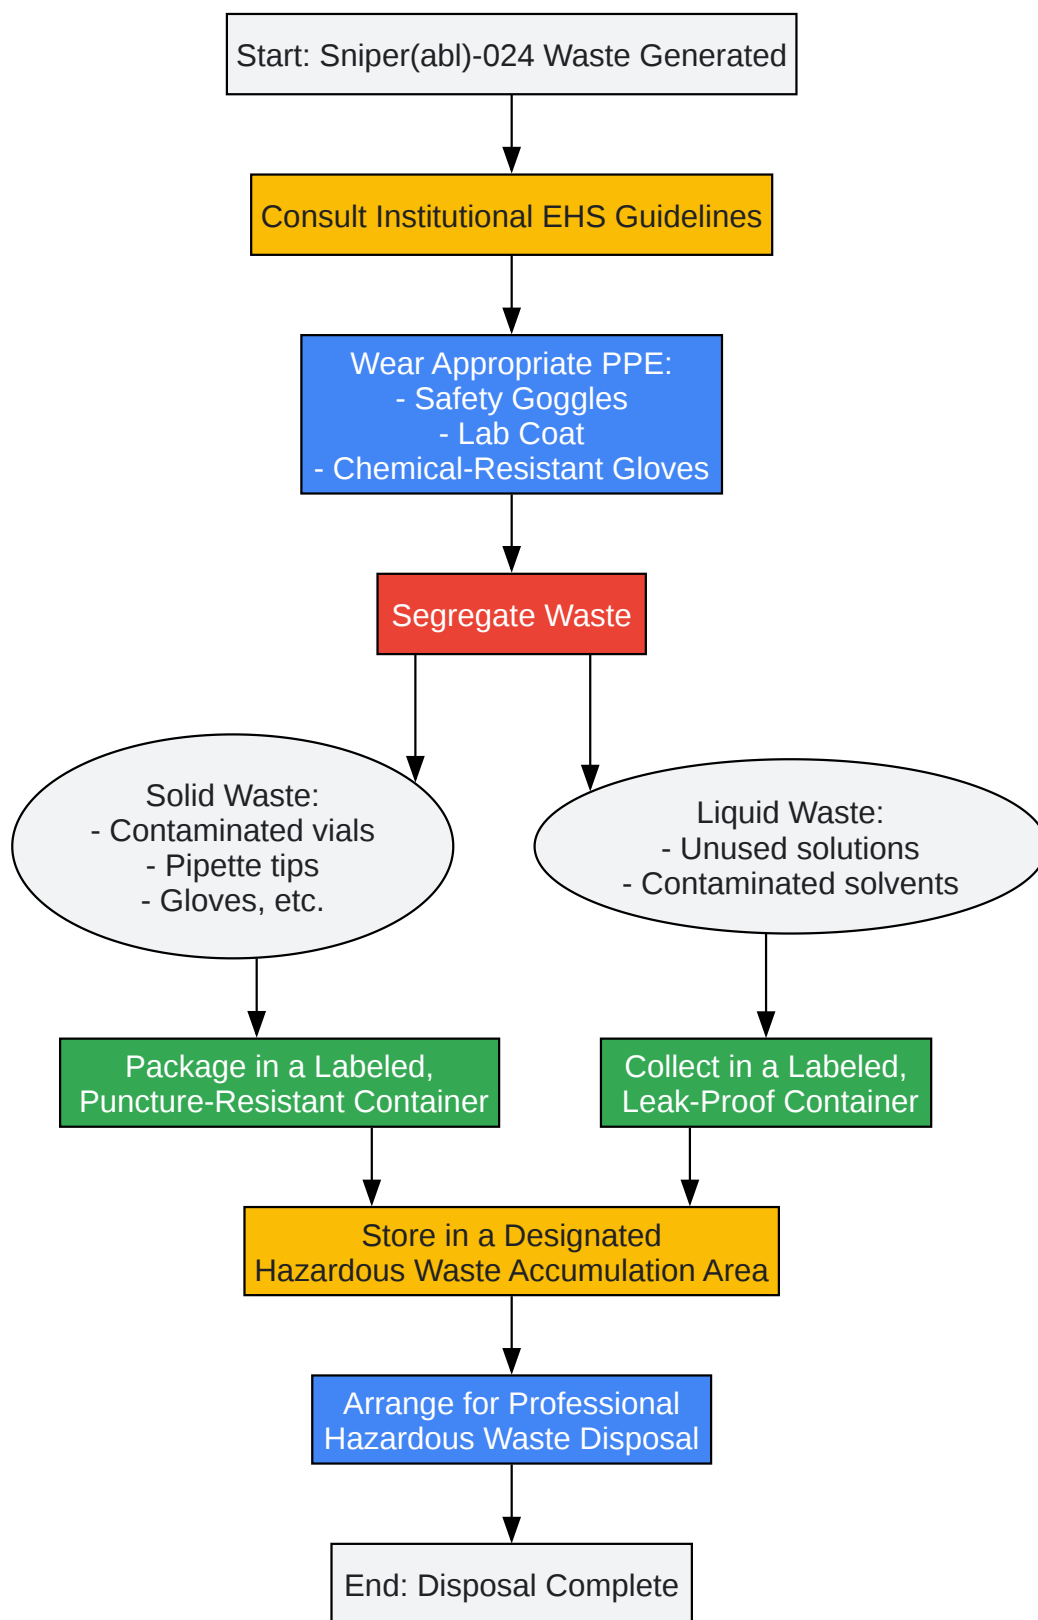 Start: Sniper(abl)-024 Waste Generated
Consult Institutional EHS Guidelines
Wear Appropriate PPE:
- Safety Goggles
- Lab Coat
- Chemical-Resistant Gloves
Segregate Waste
Solid Waste:
- Contaminated vials
- Pipette tips
- Gloves, etc.
Liquid Waste:
- Unused solutions
- Contaminated solvents
Package in a Labeled,
Puncture-Resistant Container
Collect in a Labeled,
Leak-Proof Container
Store in a Designated
Hazardous Waste Accumulation Area
Arrange for Professional
Hazardous Waste Disposal
End: Disposal Complete